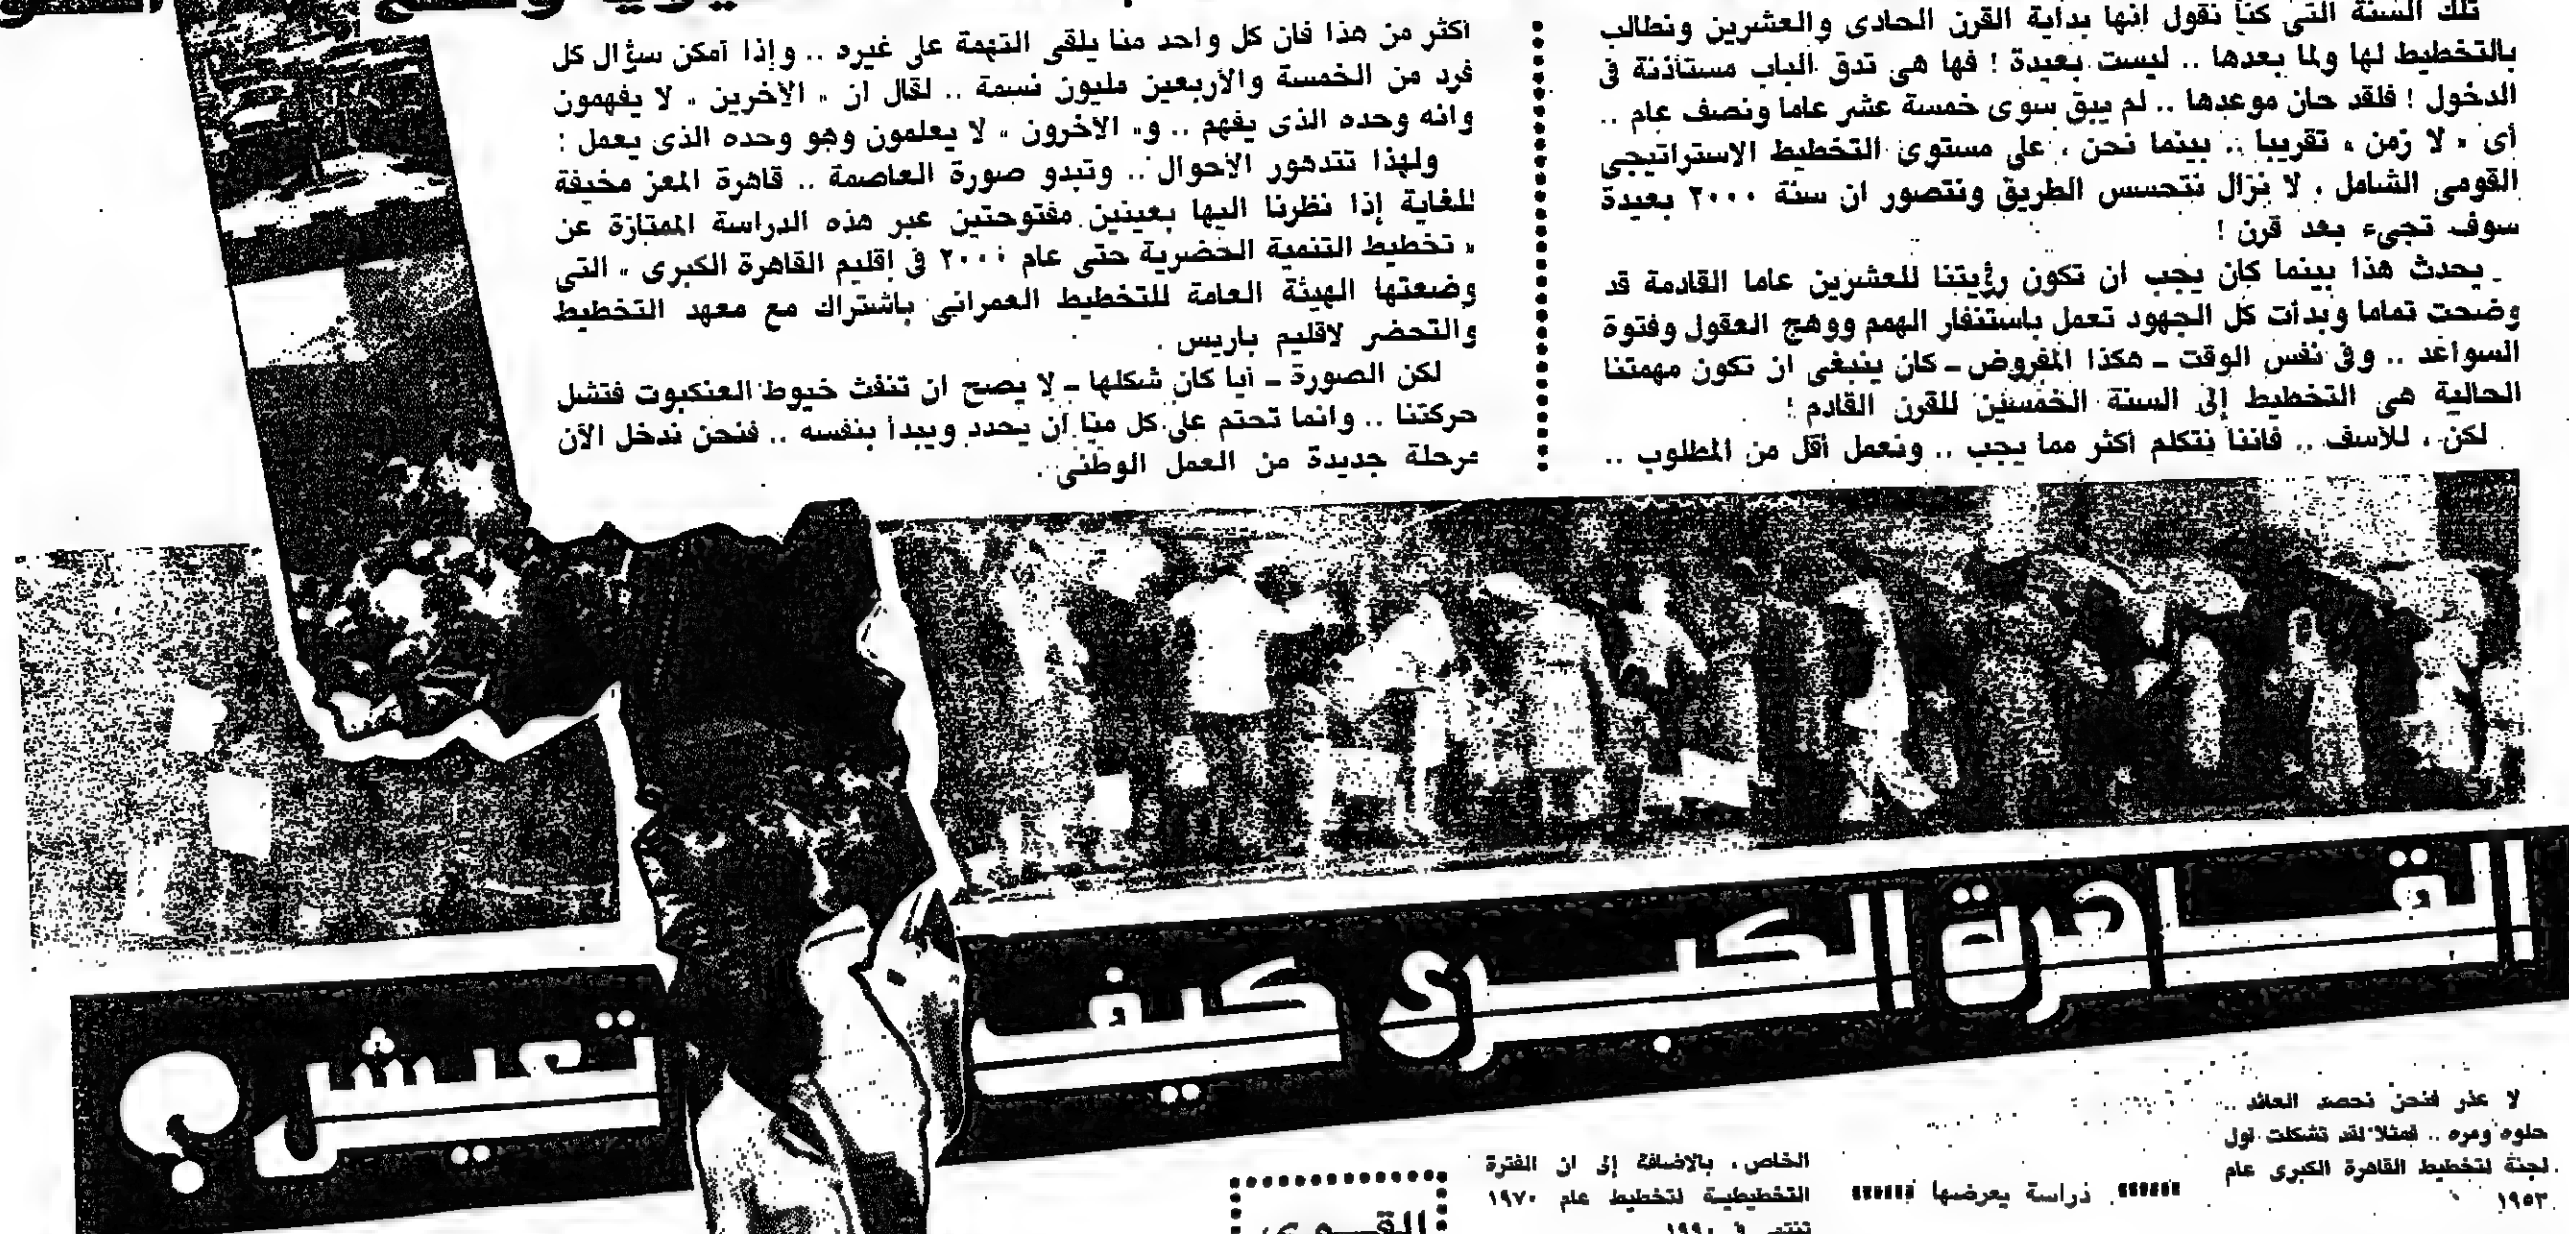 تلك السنة التي كنا نقول انها بداية القرن الحادى والعشرين ونطالب
بالتخطيط لها ولما بعدها .. ليست بعيدة ! فها هى تدق الباب مستأذنة فى
الدخول ! فلقد حان موعدها .. لم يبق سوى خمسة عشر عاما ونصف عام ..
أى « لا زمن » تقريبا .. بينما نحن ، على مستوى التخطيط الاستراتيجى
القومى الشامل ، لا نزال نتحسس الطريق ونتصور ان سنة ٢٠٠٠ بعيدة
سوف تجىء بعد قرن !
يحدث هذا بينما كان يجب ان تكون رؤيتنا للعشرين عاما القادمة قد
وضحت تماما وبدأت كل الجهود تعمل باستنفار الهمم ووهج العقول وفتوة
السواعد .. وفى نفس الوقت ـ هكذا المفروض ـ كان ينبغى ان تكون مهمتنا
الحالية هى التخطيط إلى السنة الخمسين للقرن القادم !
لكن ، للأسف .. فاننا نتكلم أكثر مما يجب .. ونعمل أقل من المطلوب ..
أكثر من هذا فان كل واحد منا يلقى التهمة على غيره .. وإذا أمكن سؤال كل
فرد من الخمسة والأربعين مليون نسمة .. لقال ان « الآخرين » لا يفهمون
وانه وحده الذى يفهم .. و« الآخرون » لا يعلمون وهو وحده الذى يعمل :
ولهذا تتدهور الأحوال .. وتبدو صورة العاصمة .. قاهرة المعز مخيفة
للغاية إذا نظرنا اليها بعينين مفتوحتين عبر هذه الدراسة الممتازة عن
« تخطيط التنمية الحضرية حتى عام ٢٠٠٠ فى إقليم القاهرة الكبرى » التى
وضعتها الهيئة العامة للتخطيط العمرانى باشتراك مع معهد التخطيط
والتحضر لاقليم باريس .
لكن الصورة ـ أيا كان شكلها ـ لا يصح ان تنفث خيوط العنكبوت فتشل
حركتنا .. وانما تحتم على كل منا ان يحدد ويبدأ بنفسه .. فنحن ندخل الآن
مرحلة جديدة من العمل الوطنى .
القاهرة الكبرى كيف تعيش ؟
لا عذر فنحن نحصد العائد ..
حلوه ومره .. فمثلا لقد تشكلت اول
لجنة لتخطيط القاهرة الكبرى عام
١٩٥٣
دراسة يعرضها
الخاص ، بالاضافة إلى ان الفترة
التخطيطية لتخطيط عام ١٩٧٠
تنتهى فى ١٩٩٠